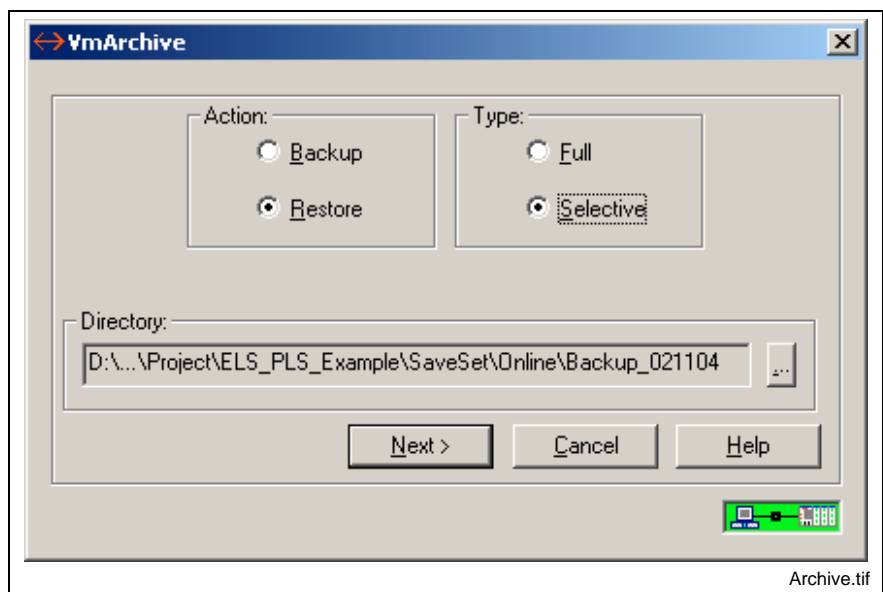 VmArchive
Action:
Backup
Restore
Type:
Full
Selective
Directory:
D:\...\Project\ELS_PLS_Example\SaveSet\Online\Backup_021104
...
Next >
Cancel
Help
Archive.tif